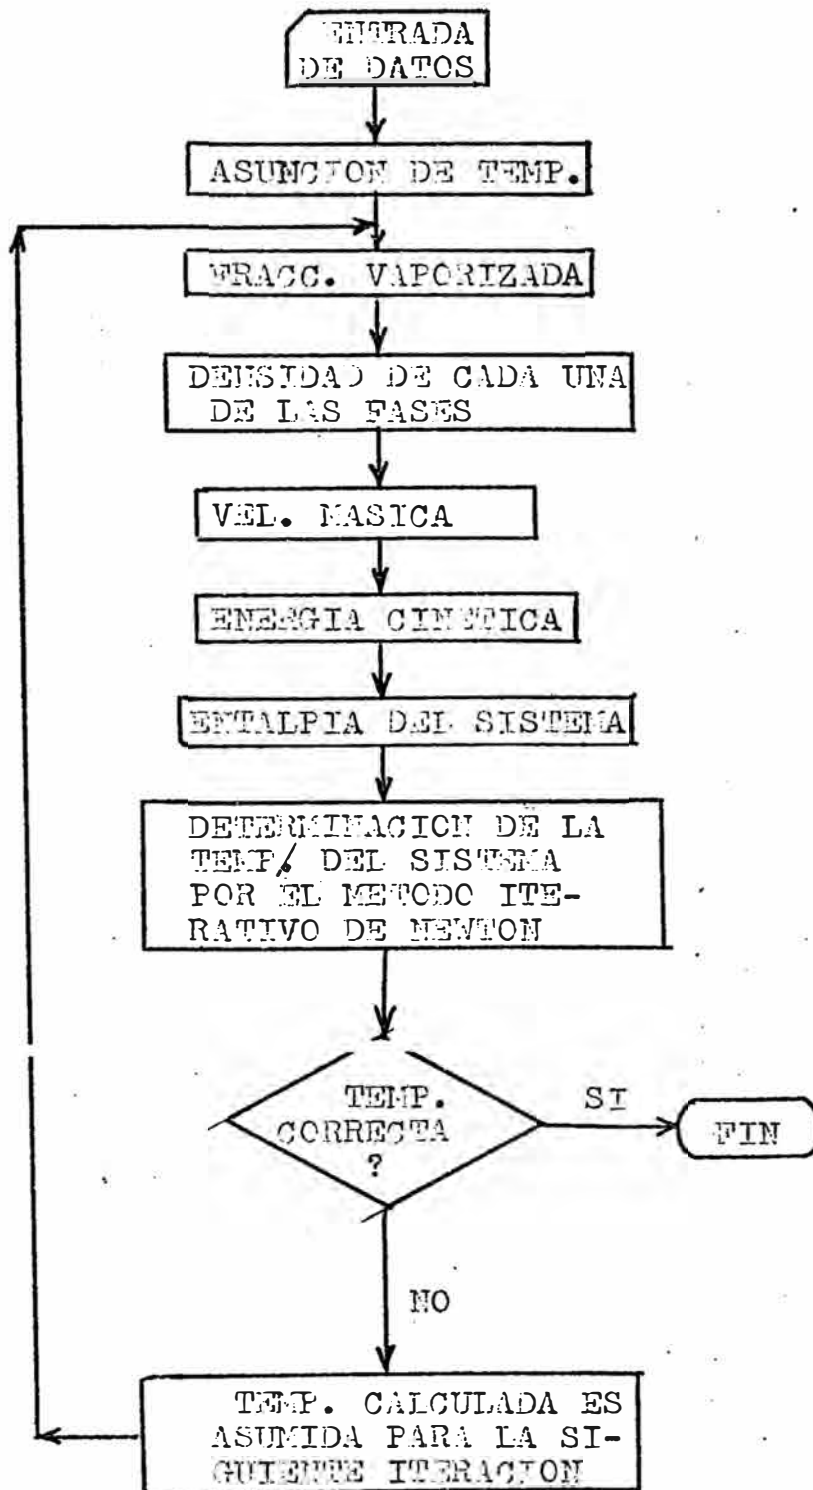 ENTRADA
DE DATOS
ASUNCION DE TEMP.
FRACC. VAPORIZADA
DENSIDAD DE CADA UNA
DE LAS FASES
VEL. MASICA
ENERGIA CINETICA
ENTALPIA DEL SISTEMA
DETERMINACION DE LA
TEMP. DEL SISTEMA
POR EL METODO ITE-
RATIVO DE NEWTON
TEMP.
CORRECTA
?
SI
FIN
NO
TEMP. CALCULADA ES
ASUMIDA PARA LA SI-
GUIENTE ITERACION